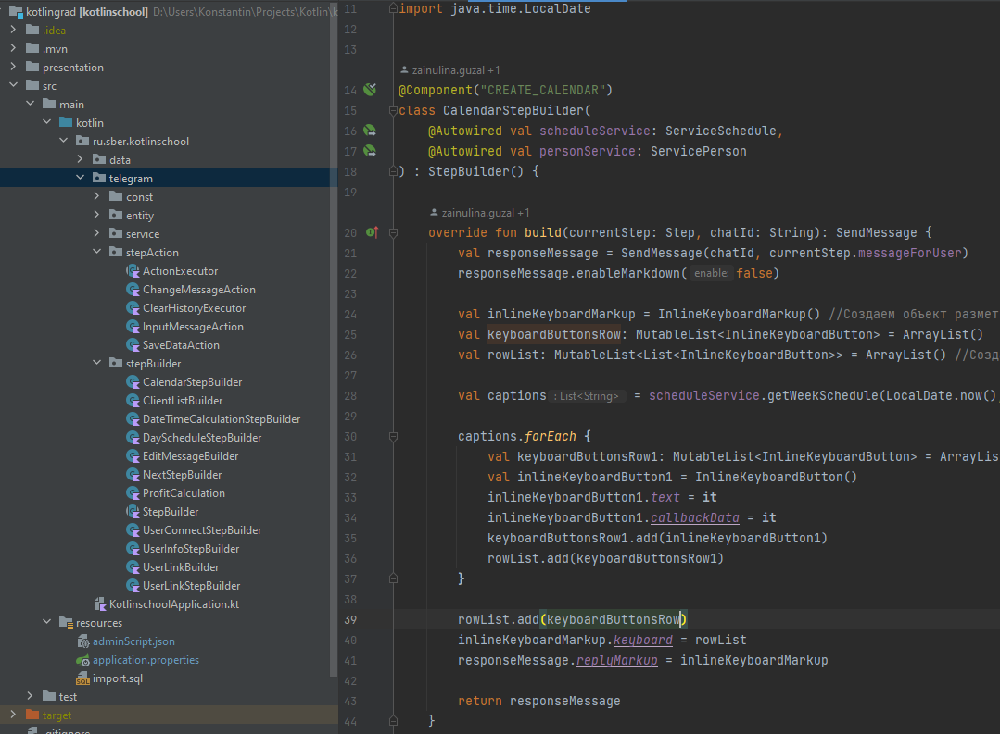 kotlingrad [kotlinschool] D:\Users\Konstantin\Projects\Kotlin\k
.idea
.mvn
presentation
src
main
kotlin
ru.sber.kotlinschool
data
telegram
const
entity
service
stepAction
ActionExecutor
ChangeMessageAction
ClearHistoryExecutor
InputMessageAction
SaveDataAction
stepBuilder
CalendarStepBuilder
ClientListBuilder
DateTimeCalculationStepBuilder
DayScheduleStepBuilder
EditMessageBuilder
NextStepBuilder
ProfitCalculation
StepBuilder
UserConnectStepBuilder
UserInfoStepBuilder
UserLinkBuilder
UserLinkStepBuilder
KotlinschoolApplication.kt
resources
adminScript.json
application.properties
import.sql
test
target
.gitignore
11 import java.time.LocalDate
12
13
zainulina.guzal +1
14 @Component("CREATE_CALENDAR")
15 class CalendarStepBuilder(
16 @Autowired val scheduleService: ServiceSchedule,
17 @Autowired val personService: ServicePerson
18 ) : StepBuilder() {
19
zainulina.guzal +1
20 override fun build(currentStep: Step, chatId: String): SendMessage {
21 val responseMessage = SendMessage(chatId, currentStep.messageForUser)
22 responseMessage.enableMarkdown( enable: false)
23
24 val inlineKeyboardMarkup = InlineKeyboardMarkup() //Создаем объект размет
25 val keyboardButtonsRow: MutableList<InlineKeyboardButton> = ArrayList()
26 val rowList: MutableList<List<InlineKeyboardButton>> = ArrayList() //Созд
27
28 val captions : List<String> = scheduleService.getWeekSchedule(LocalDate.now()
29
30 captions.forEach {
31 val keyboardButtonsRow1: MutableList<InlineKeyboardButton> = ArrayLis
32 val inlineKeyboardButton1 = InlineKeyboardButton()
33 inlineKeyboardButton1.text = it
34 inlineKeyboardButton1.callbackData = it
35 keyboardButtonsRow1.add(inlineKeyboardButton1)
36 rowList.add(keyboardButtonsRow1)
37 }
38
39 rowList.add(keyboardButtonsRow)
40 inlineKeyboardMarkup.keyboard = rowList
41 responseMessage.replyMarkup = inlineKeyboardMarkup
42
43 return responseMessage
44 }